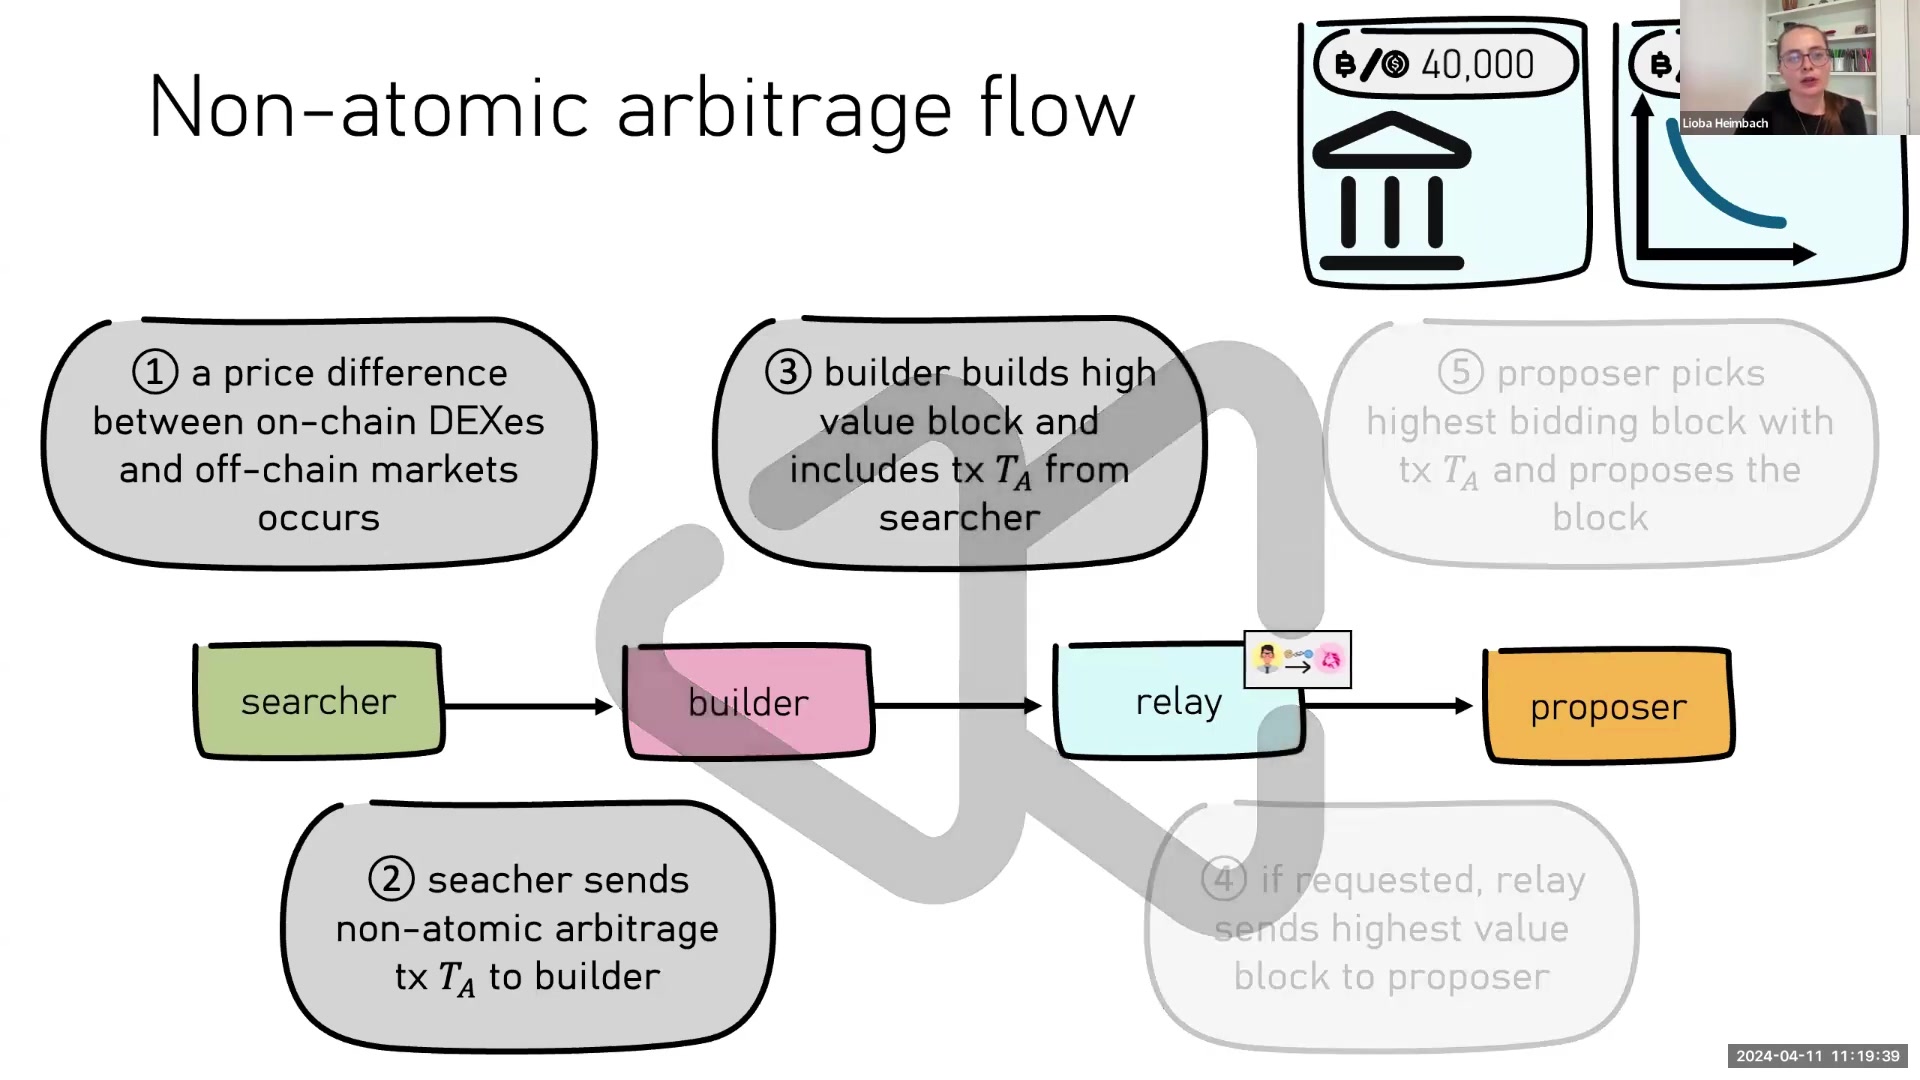 Non-atomic arbitrage flow
40,000
Lioba Heimbach
① a price difference
between on-chain DEXes
and off-chain markets
occurs
③ builder builds high
value block and
includes tx T_A from
searcher
⑤ proposer picks
highest bidding block with
tx T_A and proposes the
block
searcher
builder
relay
proposer
② seacher sends
non-atomic arbitrage
tx T_A to builder
④ if requested, relay
sends highest value
block to proposer
2024-04-11 11:19:39